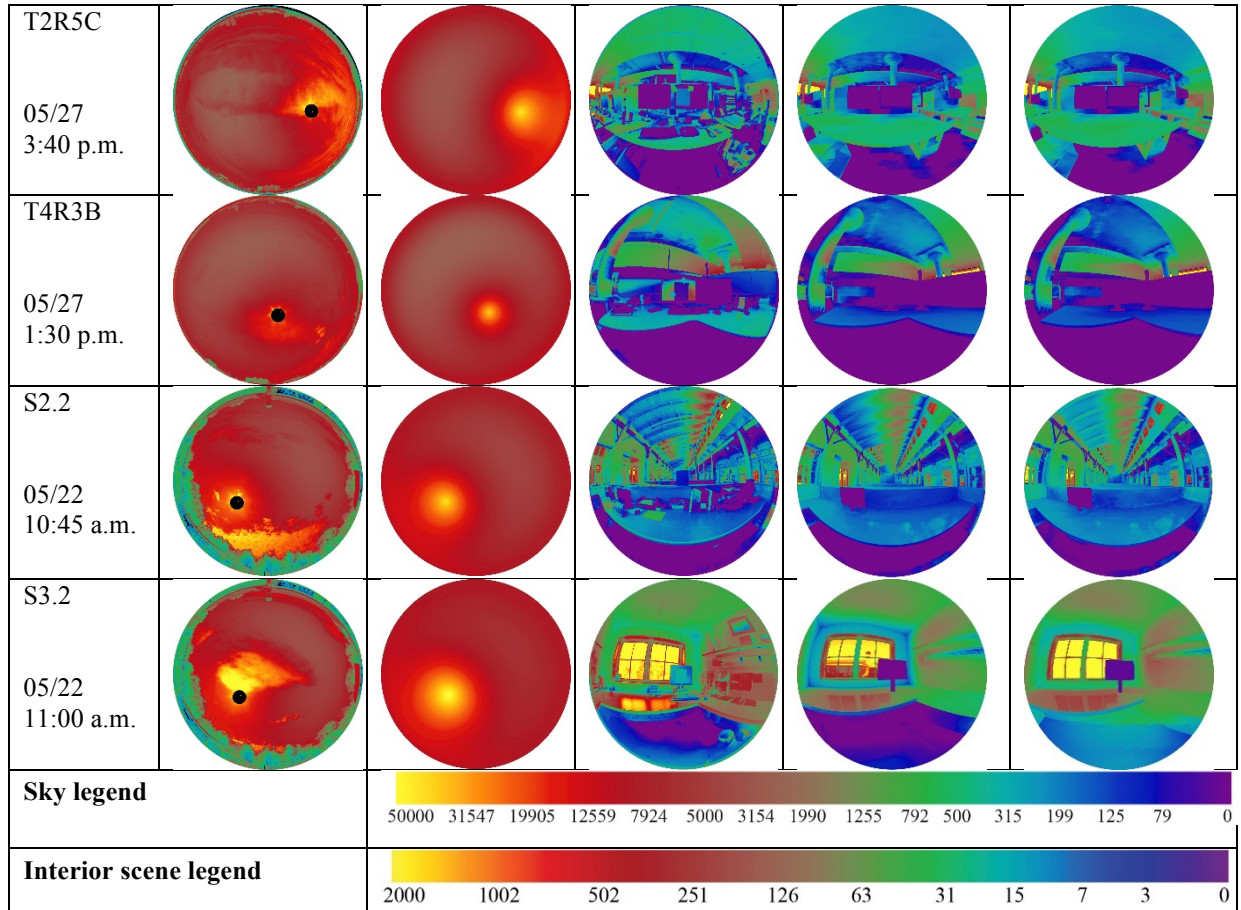 T2R5C
05/27
3:40 p.m.
T4R3B
05/27
1:30 p.m.
S2.2
05/22
10:45 a.m.
S3.2
05/22
11:00 a.m.
Sky legend
50000 31547 19905 12559 7924 5000 3154 1990 1255 792 500 315 199 125 79 0
Interior scene legend
2000 1002 502 251 126 63 31 15 7 3 0